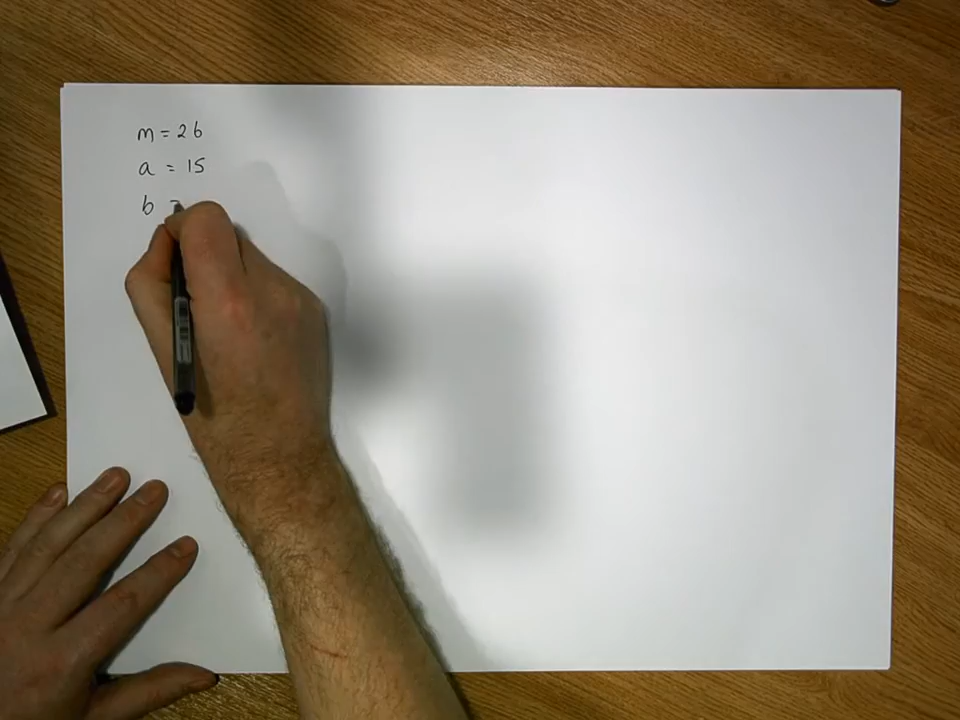 m = 26
a = 15
b =